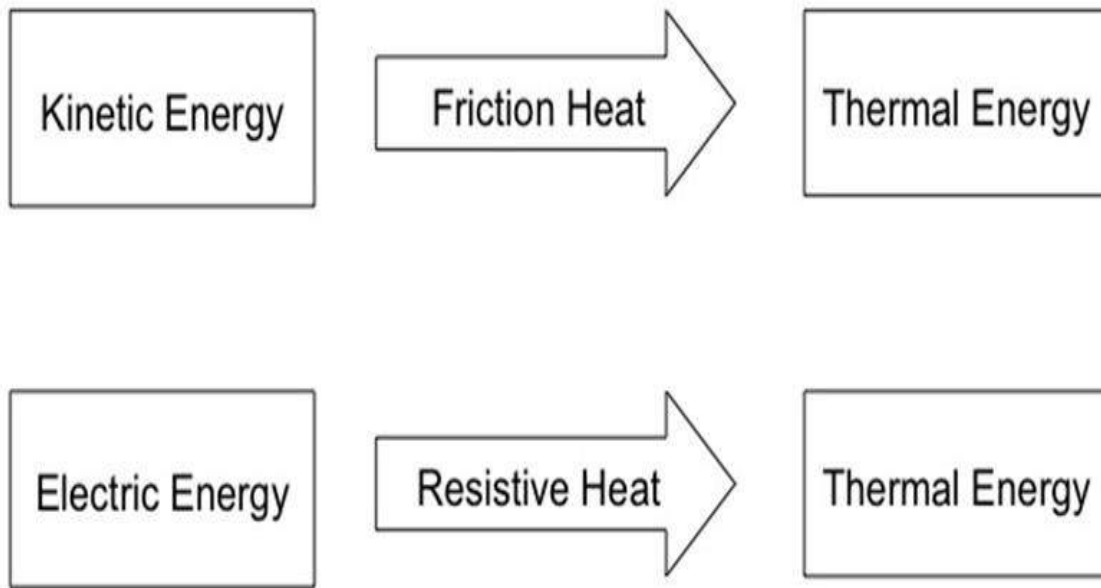 Kinetic Energy
Friction Heat
Thermal Energy
Electric Energy
Resistive Heat
Thermal Energy